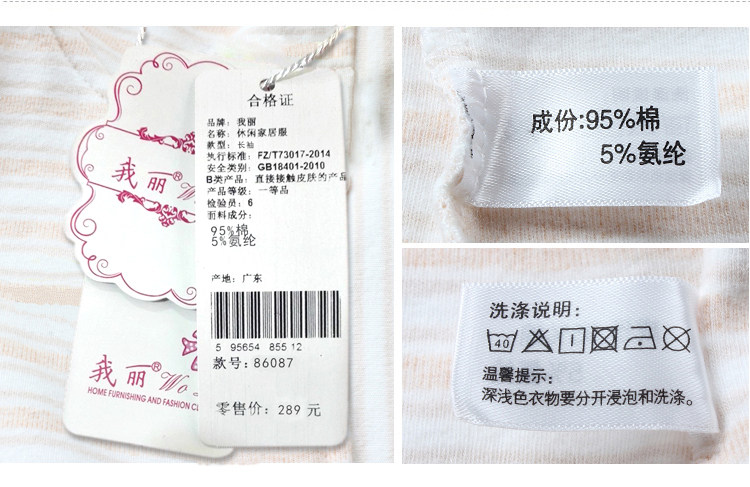 我丽®Wo
我丽®Wo
HOME FURNISHING AND FASHION CL
合格证
品牌：我丽
名称：休闲家居服
款型：长袖
执行标准：FZ/T73017-2014
安全类别：GB18401-2010
B类产品：直接接触皮肤的产品
产品等级：一等品
检验员：6
面料成分：
95%棉
5%氨纶
产地：广东
5 95654 855 12
款号：86087
零售价：289 元
成份:95%棉
5%氨纶
洗涤说明：
40
温馨提示：
深浅色衣物要分开浸泡和洗涤。